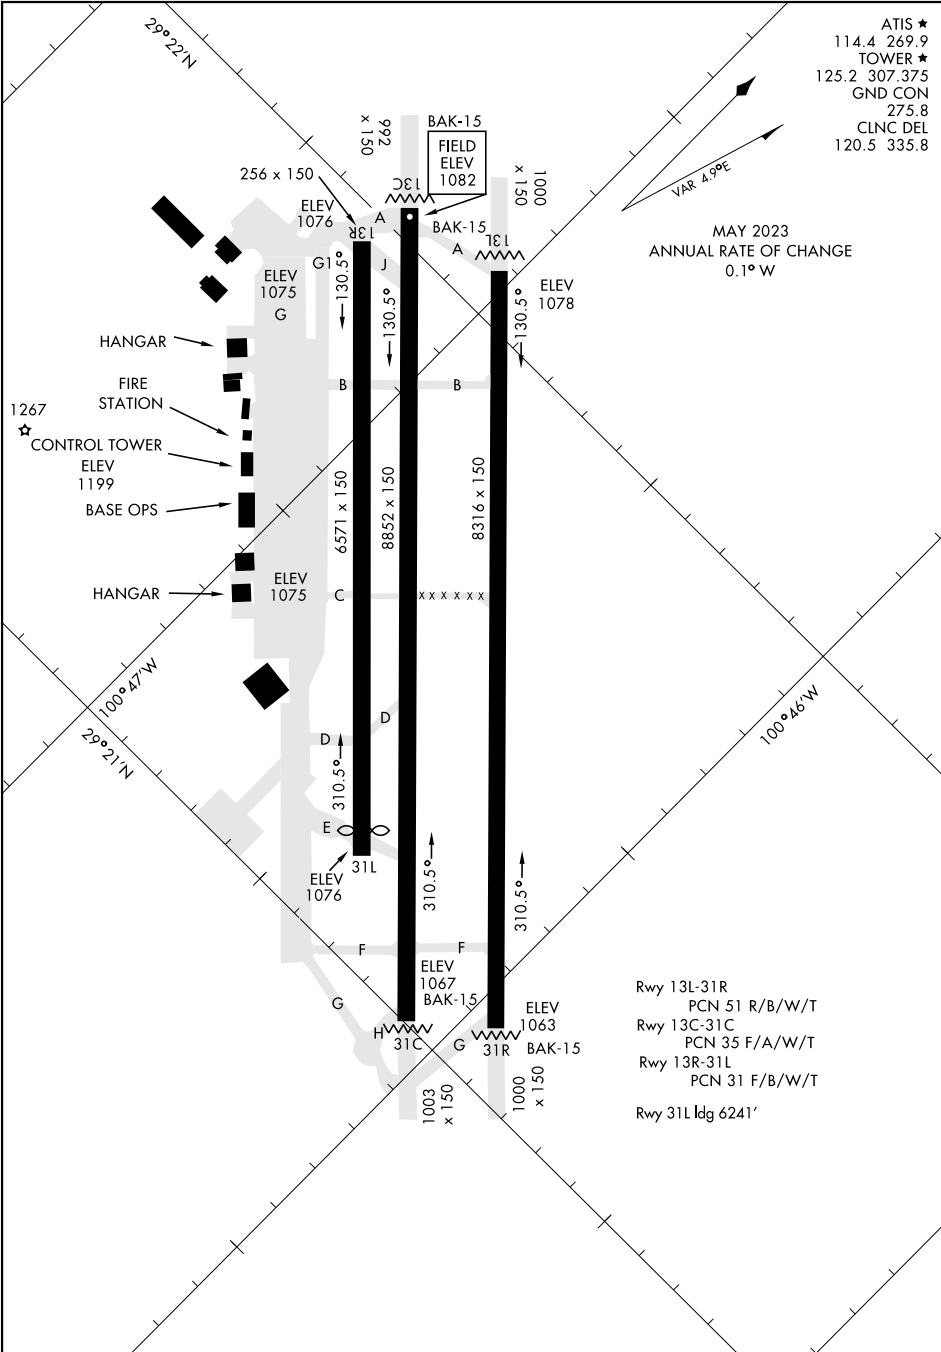 ATIS ★
114.4 269.9
TOWER ★
125.2 307.375
GND CON
275.8
CLNC DEL
120.5 335.8
VAR 4.9°E
MAY 2023
ANNUAL RATE OF CHANGE
0.1° W
29°22'N
992
x 150
BAK-15
FIELD
ELEV
1082
1000
x 150
256 x 150
13C
ELEV
1076
A
13R
BAK-15
A
13L
G1
130.5°
J
130.5°
130.5°
ELEV
1078
ELEV
1075
G
HANGAR
B
B
FIRE
STATION
1267
CONTROL TOWER
ELEV
1199
BASE OPS
6571 x 150
8852 x 150
8316 x 150
HANGAR
ELEV
1075
C
x x x x x x
100°47'W
29°21'N
100°46'W
D
D
310.5°
E
31L
ELEV
1076
310.5°
310.5°
F
F
ELEV
1067
BAK-15
G
ELEV
1063
H
31C
G
31R
BAK-15
1003
x 150
1000
x 150
Rwy 13L-31R
PCN 51 R/B/W/T
Rwy 13C-31C
PCN 35 F/A/W/T
Rwy 13R-31L
PCN 31 F/B/W/T
Rwy 31L ldg 6241'